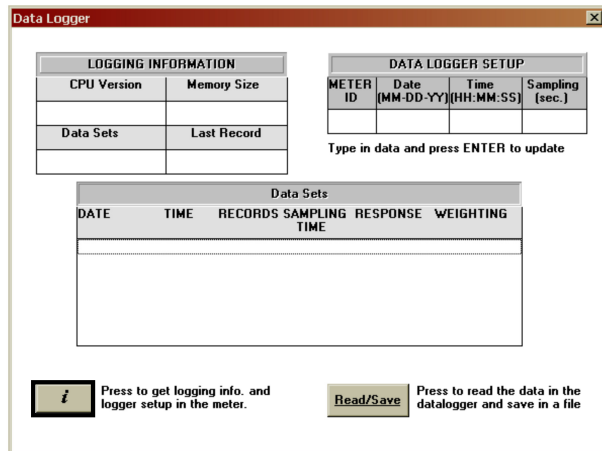 Data Logger
LOGGING INFORMATION
CPU Version Memory Size
Data Sets Last Record
DATA LOGGER SETUP
METER ID Date (MM-DD-YY) Time (HH:MM:SS) Sampling (sec.)
Type in data and press ENTER to update
Data Sets
DATE TIME RECORDS SAMPLING TIME RESPONSE WEIGHTING
i
Press to get logging info. and
logger setup in the meter.
Read/Save
Press to read the data in the
datalogger and save in a file